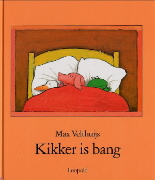 Max Velthuijs
Kikker is bang
Leopold